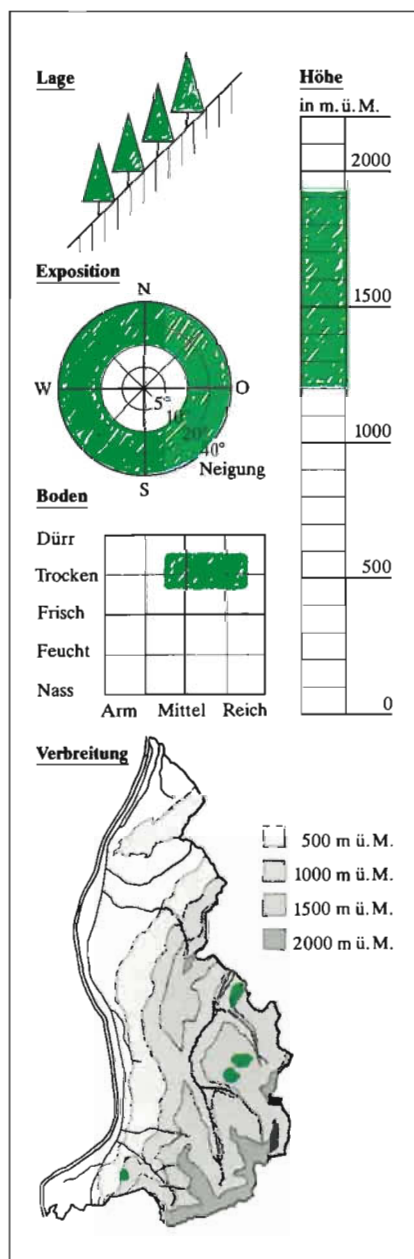 Lage
Höhe
in m. ü. M.
2000
1500
1000
500
0
Exposition
N
W
O
S
5°
10°
20°
40°
Neigung
Boden
Dürr
Trocken
Frisch
Feucht
Nass
Arm Mittel Reich
Verbreitung
500 m ü. M.
1000 m ü. M.
1500 m ü. M.
2000 m ü. M.